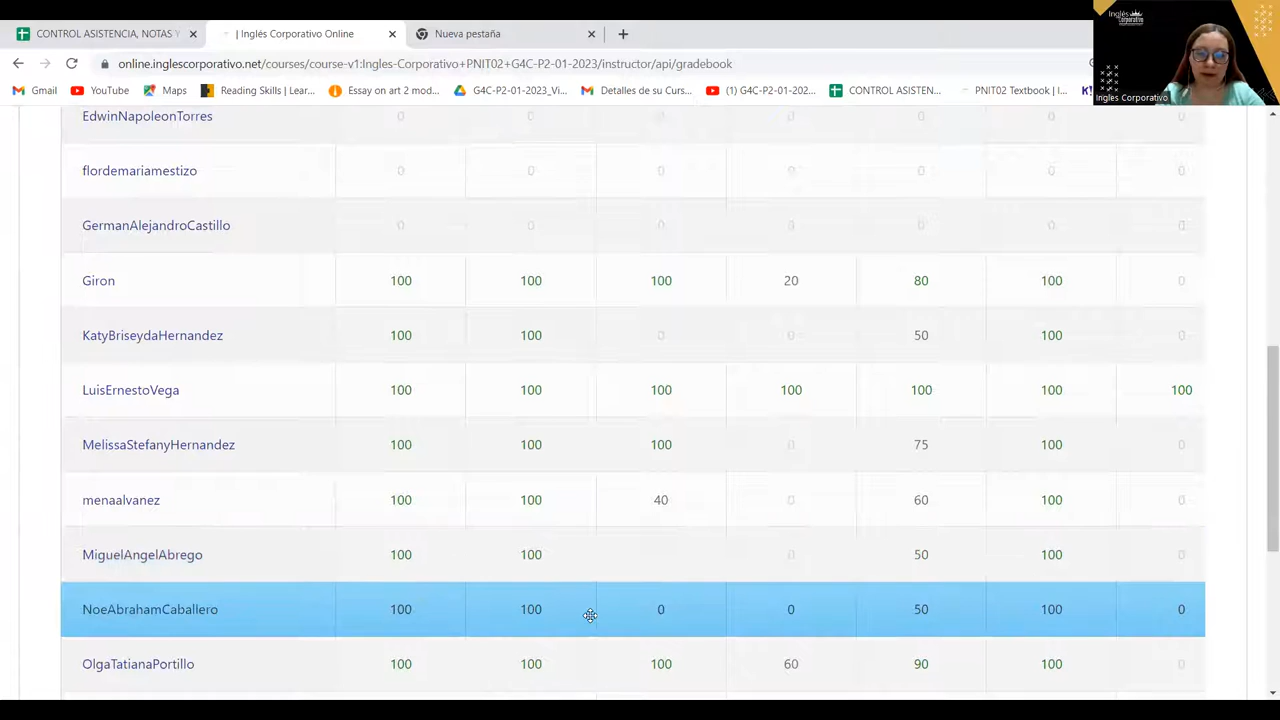 CONTROL ASISTENCIA, NOTAS Y
| Inglés Corporativo Online
Nueva pestaña
online.inglescorporativo.net/courses/course-v1:Ingles-Corporativo+PNIT02+G4C-P2-01-2023/instructor/api/gradebook
Gmail YouTube Maps Reading Skills | Lear... Essay on art 2 mod... G4C-P2-01-2023_Vi... Detalles de su Curs... (1) G4C-P2-01-202... CONTROL ASISTEN... PNIT02 Textbook | I...
Inglés
Corporativo
Ingles Corporativo
EdwinNapoleonTorres 0 0 0 0 0 0 0
flordemariamestizo 0 0 0 0 0 0 0
GermanAlejandroCastillo 0 0 0 0 0 0 0
Giron 100 100 100 20 80 100 0
KatyBriseydaHernandez 100 100 0 0 50 100 0
LuisErnestoVega 100 100 100 100 100 100 100
MelissaStefanyHernandez 100 100 100 0 75 100 0
menaalvanez 100 100 40 0 60 100 0
MiguelAngelAbrego 100 100 0 50 100 0
NoeAbrahamCaballero 100 100 0 0 50 100 0
OlgaTatianaPortillo 100 100 100 60 90 100 0